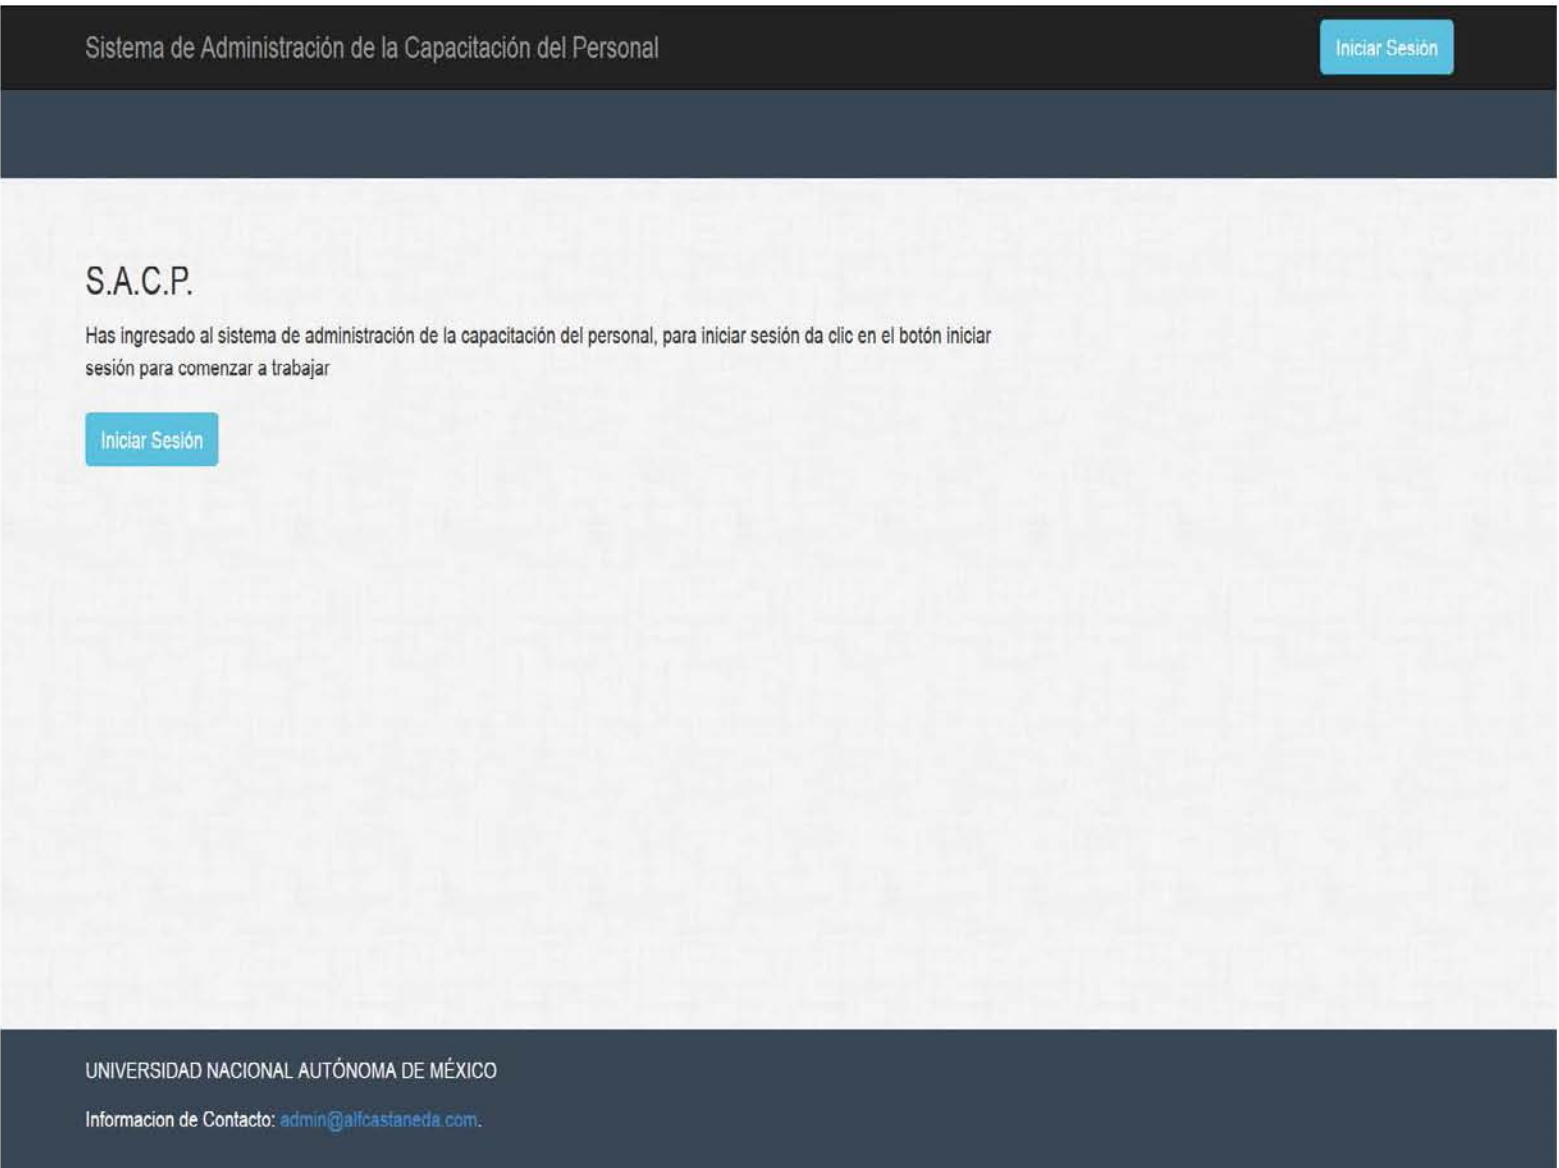 Sistema de Administración de la Capacitación del Personal
Iniciar Sesión
S.A.C.P.
Has ingresado al sistema de administración de la capacitación del personal, para iniciar sesión da clic en el botón iniciar
sesión para comenzar a trabajar
Iniciar Sesión
UNIVERSIDAD NACIONAL AUTÓNOMA DE MÉXICO
Informacion de Contacto: admin@alfcastaneda.com.